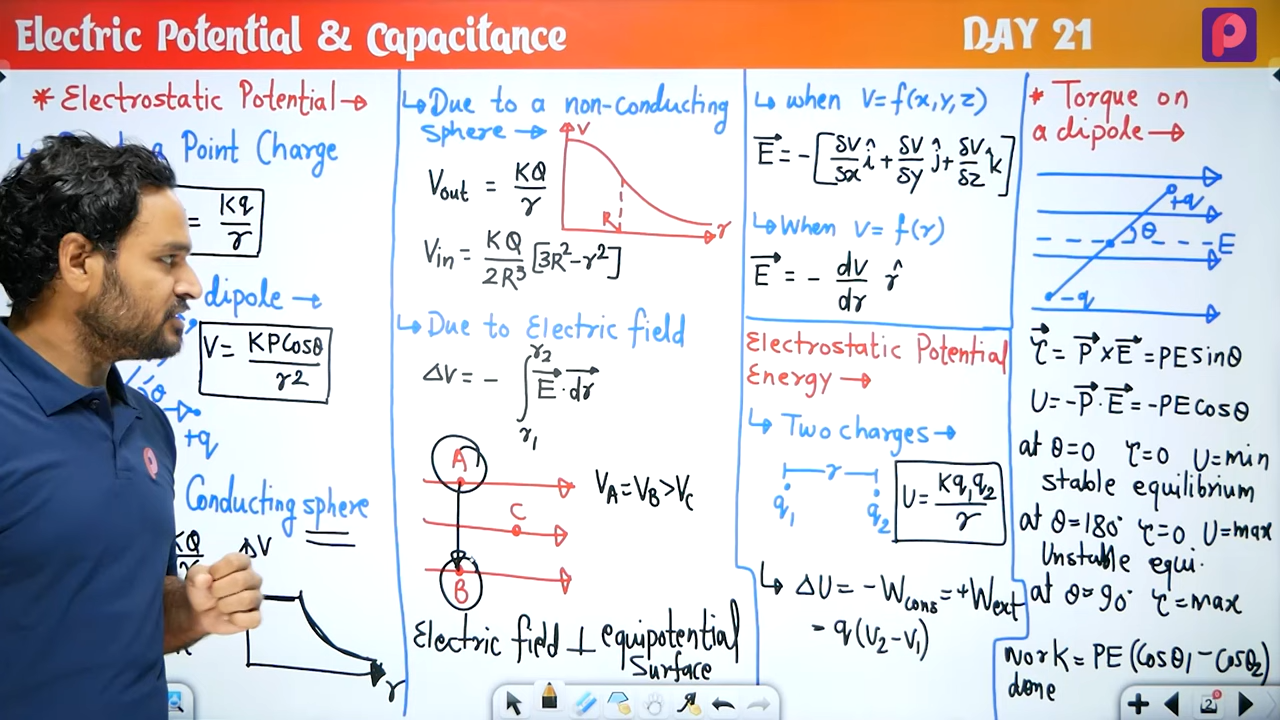 Electric Potential & Capacitance
DAY 21
* Electrostatic Potential →
Point Charge
= Kq/r
dipole →
V = KPCosθ/r2
θ
+q
Conducting sphere
KQ
V
r
↳ Due to a non-conducting
sphere →
V
R
r
Vout = KQ/r
Vin = KQ/2R³ [3R²-r²]
↳ Due to Electric field
ΔV = - ∫r₁^r₂ E⃗.dr⃗
A
C
B
VA = VB > VC
Electric field ⊥ equipotential
Surface
↳ when V=f(x,y,z)
E⃗ = -[δV/δx î + δV/δy ĵ + δV/δz k̂]
↳ When V= f(r)
E⃗ = - dv/dr r̂
Electrostatic Potential
Energy →
↳ Two charges →
r
q₁ q₂
U = Kq₁q₂/r
↳ ΔU = -Wcons = +Wext
= q(V₂-V₁)
* Torque on
a dipole →
+q
θ
E
-q
τ⃗ = P⃗×E⃗ = PESinθ
U=-P⃗.E⃗=-PEcosθ
at θ=0 τ=0 U=min
stable equilibrium
at θ=180° τ=0 U=max
Unstable equi.
at θ=90° τ=max
Work = PE (Cosθ₁ - Cosθ₂)
done
2